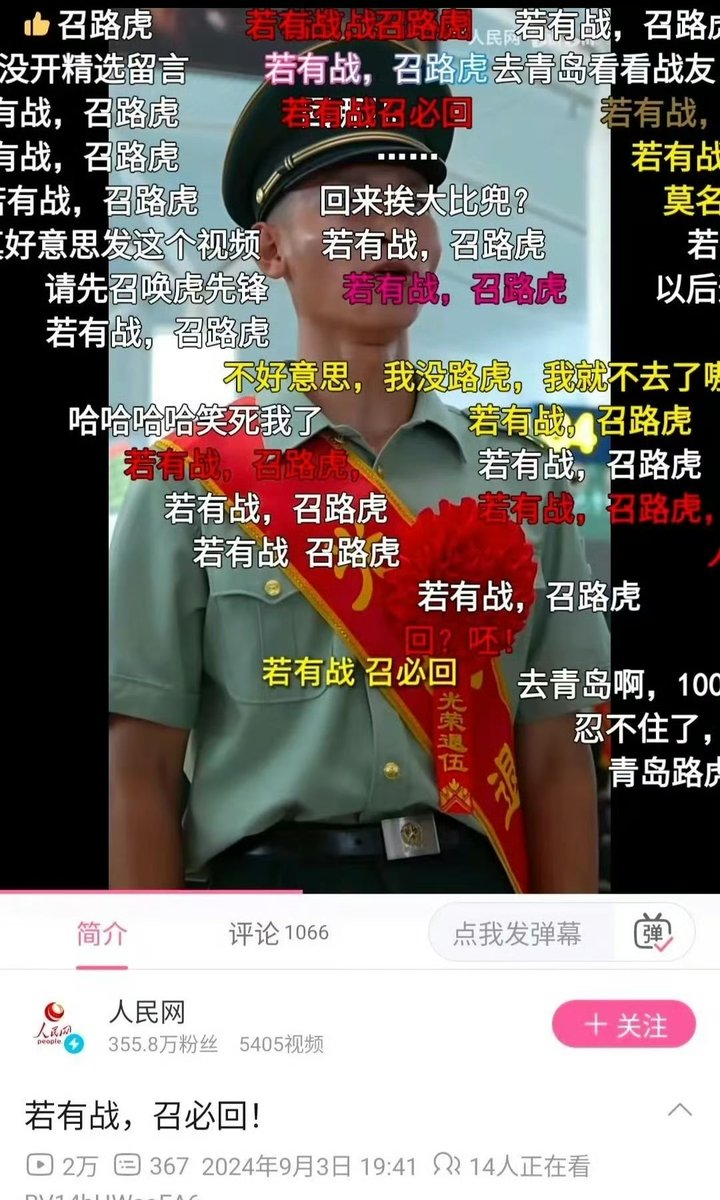 召路虎
若有战，召路虎
人民网
没开精选留言
若有战，召路虎
去青岛看看战友
有战，召路虎
若有战召必回
若有战，
......
有战，召路虎
若有战
若有战，召路虎
回来挨大比兜？
莫名
真好意思发这个视频
若有战，召路虎
若
请先召唤虎先锋
若有战，召路虎
以后
若有战，召路虎
不好意思，我没路虎，我就不去了
哈哈哈哈笑死我了
若有战，召路虎
若有战，召路虎，
若有战，召路虎
若有战，召路虎
若有战，召路虎，
若有战 召路虎
若有战，召路虎
回？呸！
若有战 召必回
去青岛啊，100
光荣退伍
忍不住了，
青岛路虎
简介
评论 1066
点我发弹幕
弹
人民网
people
人民网
355.8万粉丝 5405视频
＋ 关注
若有战，召必回！
2万 367 2024年9月3日 19:41 14人正在看